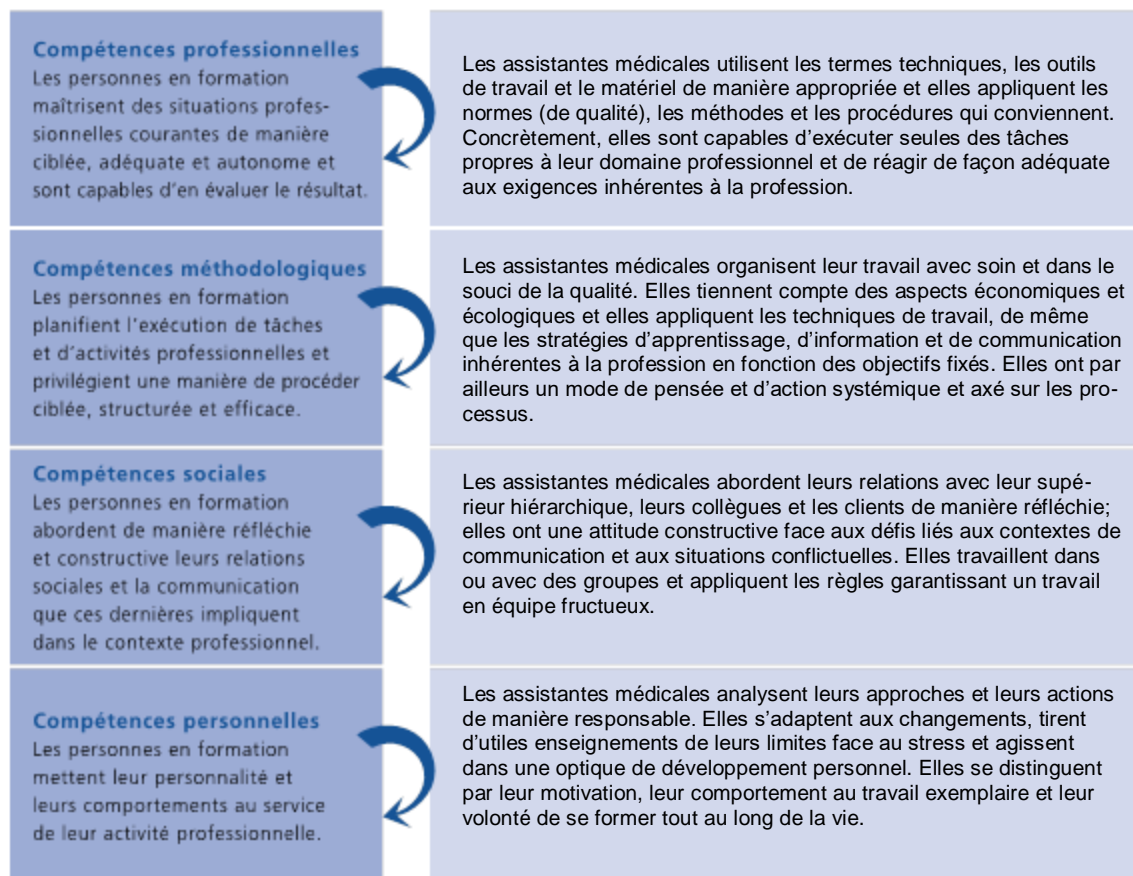 Compétences professionnelles
Les personnes en formation
maîtrisent des situations profes-
sionnelles courantes de manière
ciblée, adéquate et autonome et
sont capables d'en évaluer le résultat.
Les assistantes médicales utilisent les termes techniques, les outils
de travail et le matériel de manière appropriée et elles appliquent les
normes (de qualité), les méthodes et les procédures qui conviennent.
Concrètement, elles sont capables d'exécuter seules des tâches
propres à leur domaine professionnel et de réagir de façon adéquate
aux exigences inhérentes à la profession.
Compétences méthodologiques
Les personnes en formation
planifient l'exécution de tâches
et d'activités professionnelles et
privilégient une manière de procéder
ciblée, structurée et efficace.
Les assistantes médicales organisent leur travail avec soin et dans le
souci de la qualité. Elles tiennent compte des aspects économiques et
écologiques et elles appliquent les techniques de travail, de même
que les stratégies d'apprentissage, d'information et de communication
inhérentes à la profession en fonction des objectifs fixés. Elles ont par
ailleurs un mode de pensée et d'action systémique et axé sur les pro-
cessus.
Compétences sociales
Les personnes en formation
abordent de manière réfléchie
et constructive leurs relations
sociales et la communication
que ces dernières impliquent
dans le contexte professionnel.
Les assistantes médicales abordent leurs relations avec leur supé-
rieur hiérarchique, leurs collègues et les clients de manière réfléchie;
elles ont une attitude constructive face aux défis liés aux contextes de
communication et aux situations conflictuelles. Elles travaillent dans
ou avec des groupes et appliquent les règles garantissant un travail
en équipe fructueux.
Compétences personnelles
Les personnes en formation
mettent leur personnalité et
leurs comportements au service
de leur activité professionnelle.
Les assistantes médicales analysent leurs approches et leurs actions
de manière responsable. Elles s'adaptent aux changements, tirent
d'utiles enseignements de leurs limites face au stress et agissent
dans une optique de développement personnel. Elles se distinguent
par leur motivation, leur comportement au travail exemplaire et leur
volonté de se former tout au long de la vie.